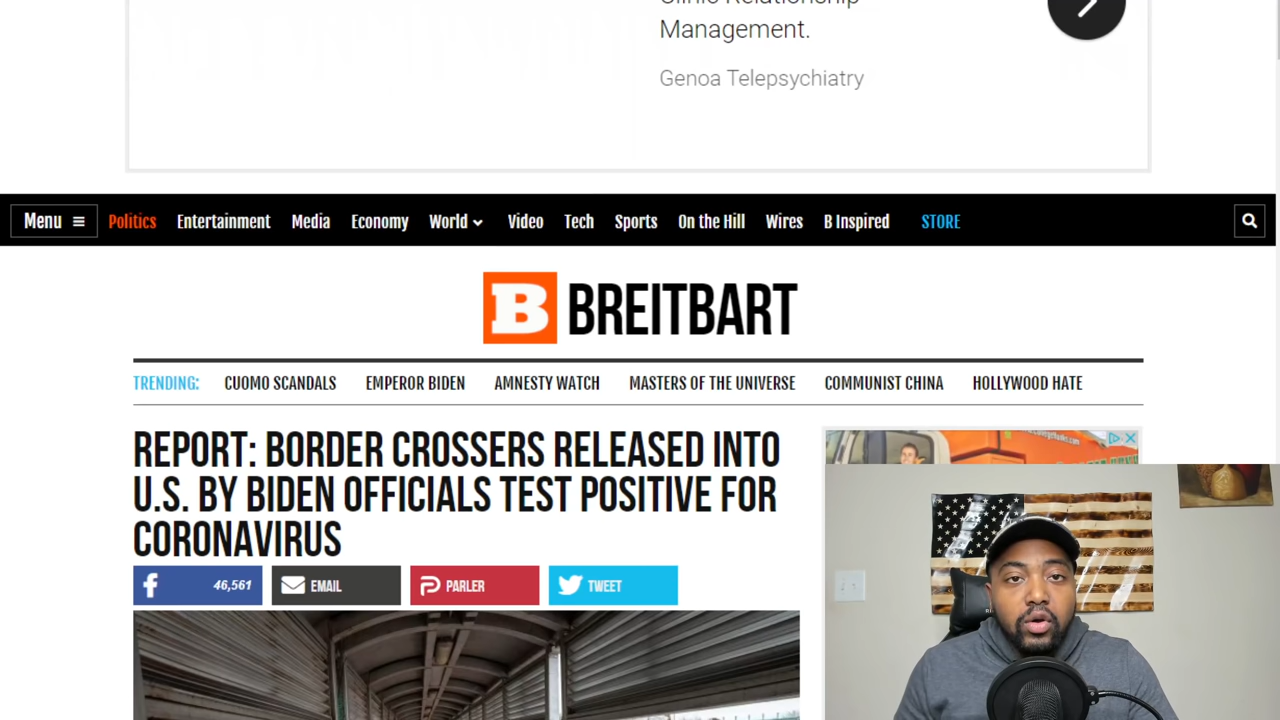 Management.
Genoa Telepsychiatry
Menu
Politics
Entertainment
Media
Economy
World
Video
Tech
Sports
On the Hill
Wires
B Inspired
STORE
B BREITBART
TRENDING:
CUOMO SCANDALS
EMPEROR BIDEN
AMNESTY WATCH
MASTERS OF THE UNIVERSE
COMMUNIST CHINA
HOLLYWOOD HATE
REPORT: BORDER CROSSERS RELEASED INTO
U.S. BY BIDEN OFFICIALS TEST POSITIVE FOR
CORONAVIRUS
46,561
EMAIL
PARLER
TWEET